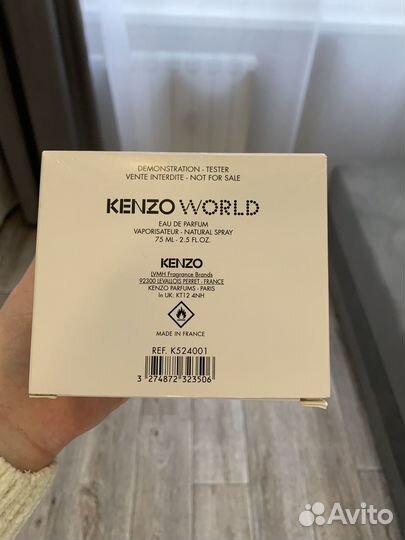 DEMONSTRATION - TESTER
VENTE INTERDITE - NOT FOR SALE
KENZO WORLD
EAU DE PARFUM
VAPORISATEUR - NATURAL SPRAY
75 ML - 2.5 FL.OZ.
KENZO
LVMH Fragrance Brands
92300 LEVALLOIS PERRET - FRANCE
KENZO PARFUMS - PARIS
In UK: KT12 4NH
MADE IN FRANCE
REF. K524001
3 274872 323506
Avito